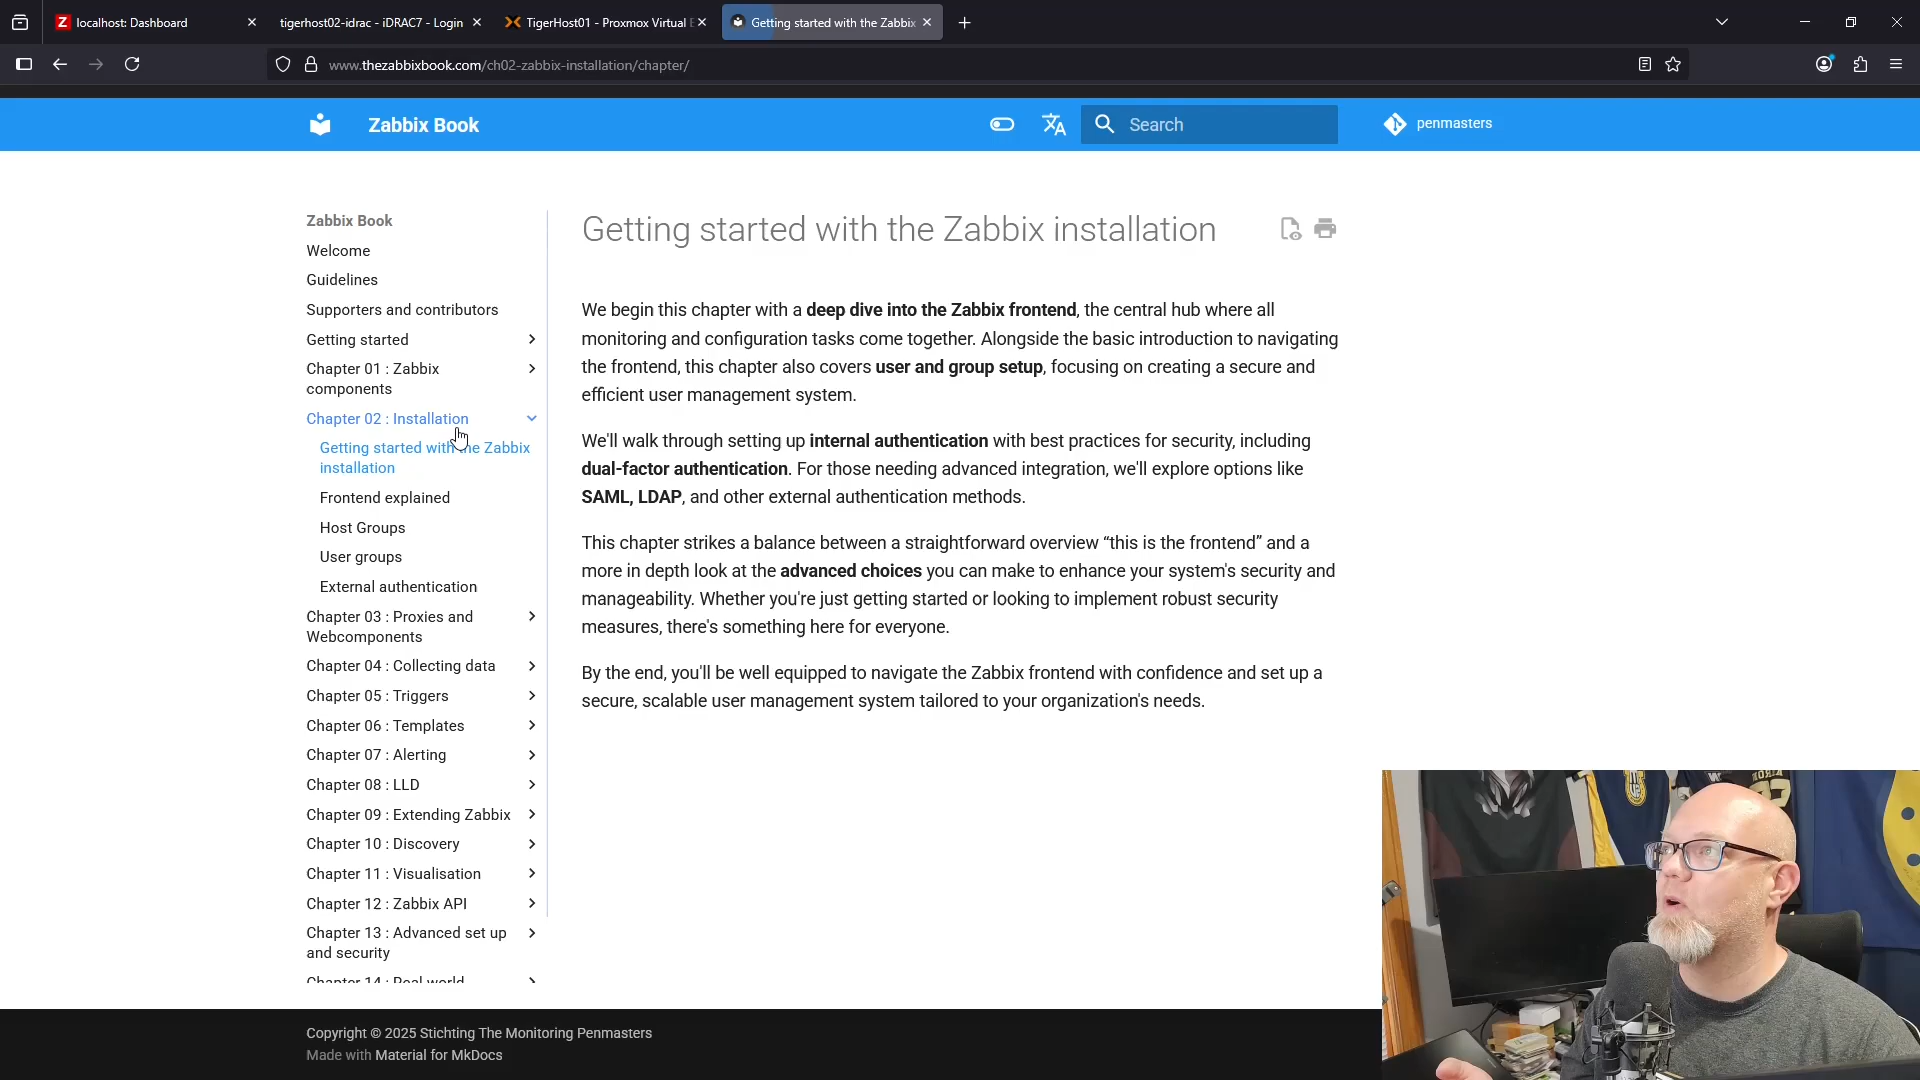 localhost: Dashboard
tigerhost02-idrac - iDRAC7 - Login
TigerHost01 - Proxmox Virtual E
Getting started with the Zabbix
www.thezabbixbook.com/ch02-zabbix-installation/chapter/
Zabbix Book
Search
penmasters
Zabbix Book
Welcome
Guidelines
Supporters and contributors
Getting started
Chapter 01 : Zabbix
components
Chapter 02 : Installation
Getting started with the Zabbix
installation
Frontend explained
Host Groups
User groups
External authentication
Chapter 03 : Proxies and
Webcomponents
Chapter 04 : Collecting data
Chapter 05 : Triggers
Chapter 06 : Templates
Chapter 07 : Alerting
Chapter 08 : LLD
Chapter 09 : Extending Zabbix
Chapter 10 : Discovery
Chapter 11 : Visualisation
Chapter 12 : Zabbix API
Chapter 13 : Advanced set up
and security
Chapter 14 : Real world
Getting started with the Zabbix installation
We begin this chapter with a deep dive into the Zabbix frontend, the central hub where all
monitoring and configuration tasks come together. Alongside the basic introduction to navigating
the frontend, this chapter also covers user and group setup, focusing on creating a secure and
efficient user management system.
We'll walk through setting up internal authentication with best practices for security, including
dual-factor authentication. For those needing advanced integration, we'll explore options like
SAML, LDAP, and other external authentication methods.
This chapter strikes a balance between a straightforward overview “this is the frontend” and a
more in depth look at the advanced choices you can make to enhance your system's security and
manageability. Whether you're just getting started or looking to implement robust security
measures, there's something here for everyone.
By the end, you'll be well equipped to navigate the Zabbix frontend with confidence and set up a
secure, scalable user management system tailored to your organization's needs.
Copyright © 2025 Stichting The Monitoring Penmasters
Made with Material for MkDocs